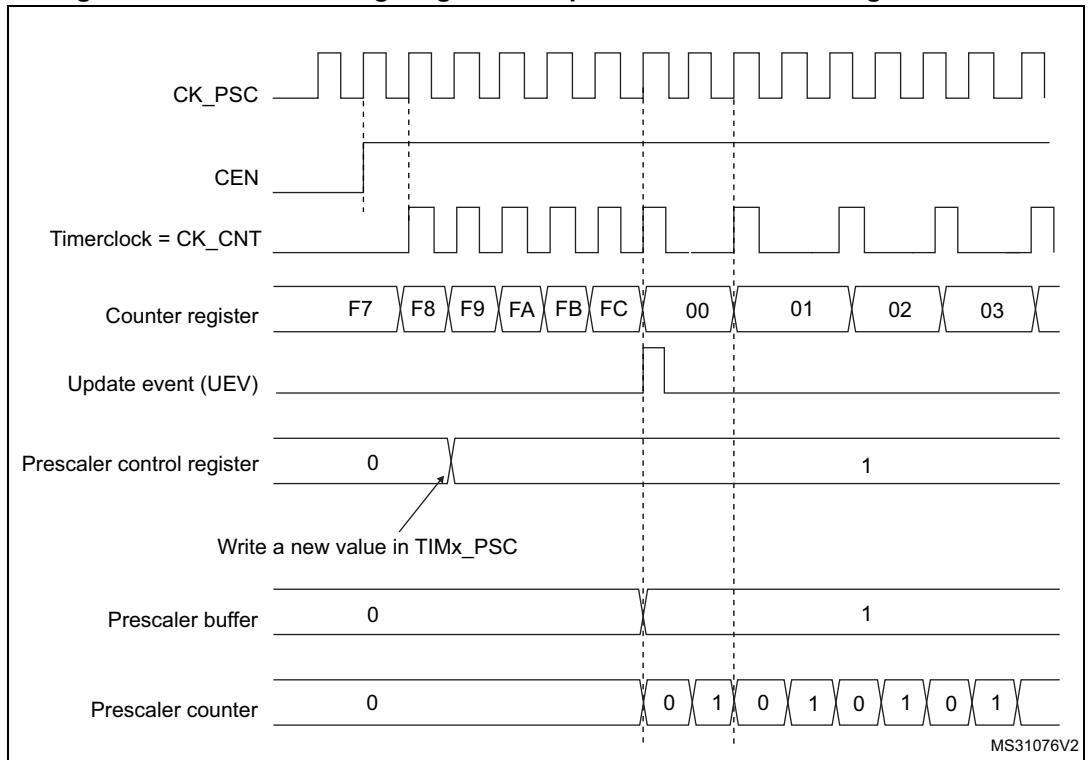 CK_PSC
CEN
Timerclock = CK_CNT
Counter register F7 F8 F9 FA FB FC 00 01 02 03
Update event (UEV)
Prescaler control register 0 1
Write a new value in TIMx_PSC
Prescaler buffer 0 1
Prescaler counter 0 0 1 0 1 0 1 0 1
MS31076V2